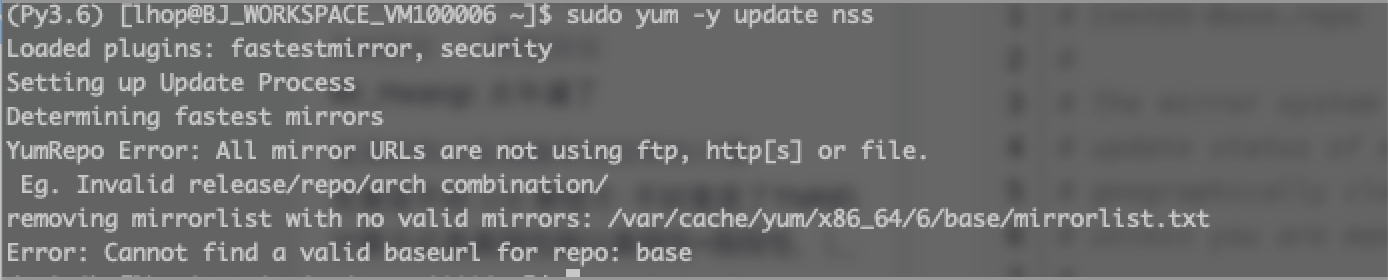 (Py3.6) [lhop@BJ_WORKSPACE_VM100006 ~]$ sudo yum -y update nss
Loaded plugins: fastestmirror, security
Setting up Update Process
Determining fastest mirrors
YumRepo Error: All mirror URLs are not using ftp, http[s] or file.
 Eg. Invalid release/repo/arch combination/
removing mirrorlist with no valid mirrors: /var/cache/yum/x86_64/6/base/mirrorlist.txt
Error: Cannot find a valid baseurl for repo: base